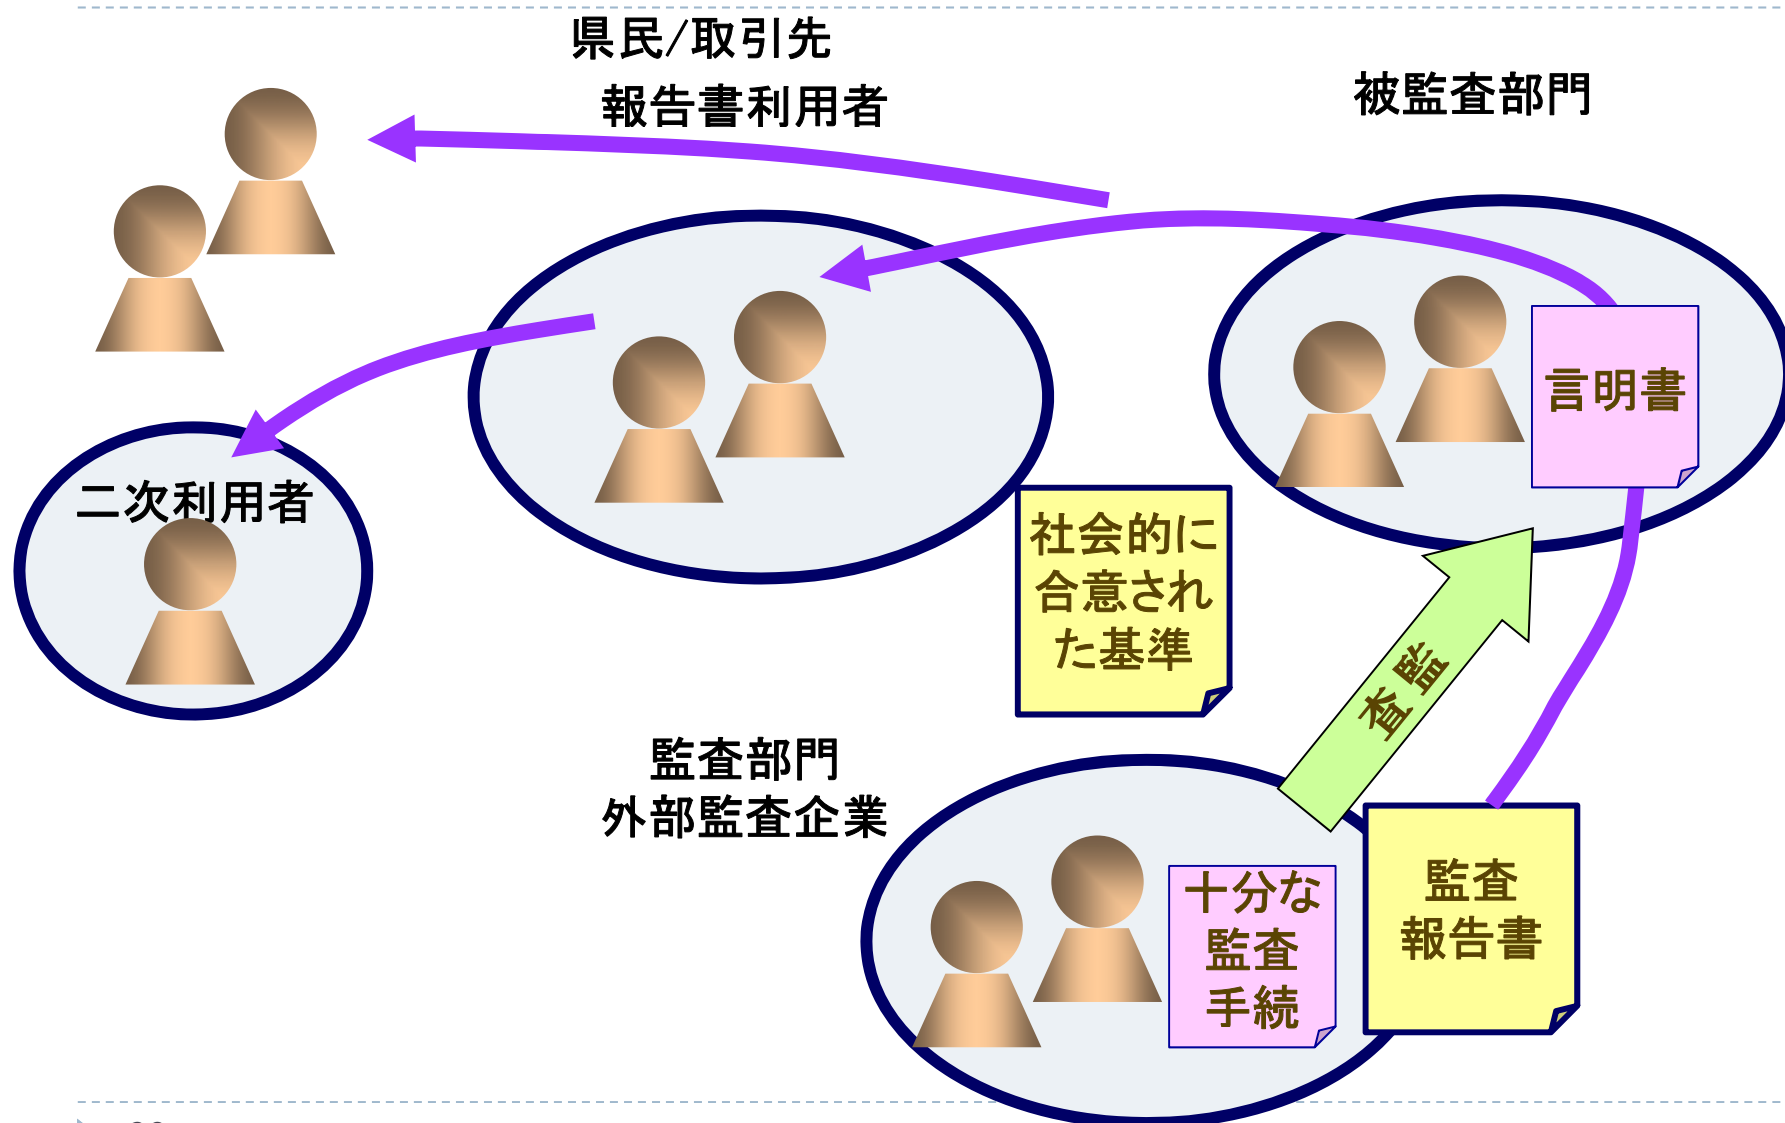 県民/取引先
報告書利用者
被監査部門
言明書
二次利用者
社会的に
合意され
た基準
監査
監査部門
外部監査企業
十分な
監査
手続
監査
報告書